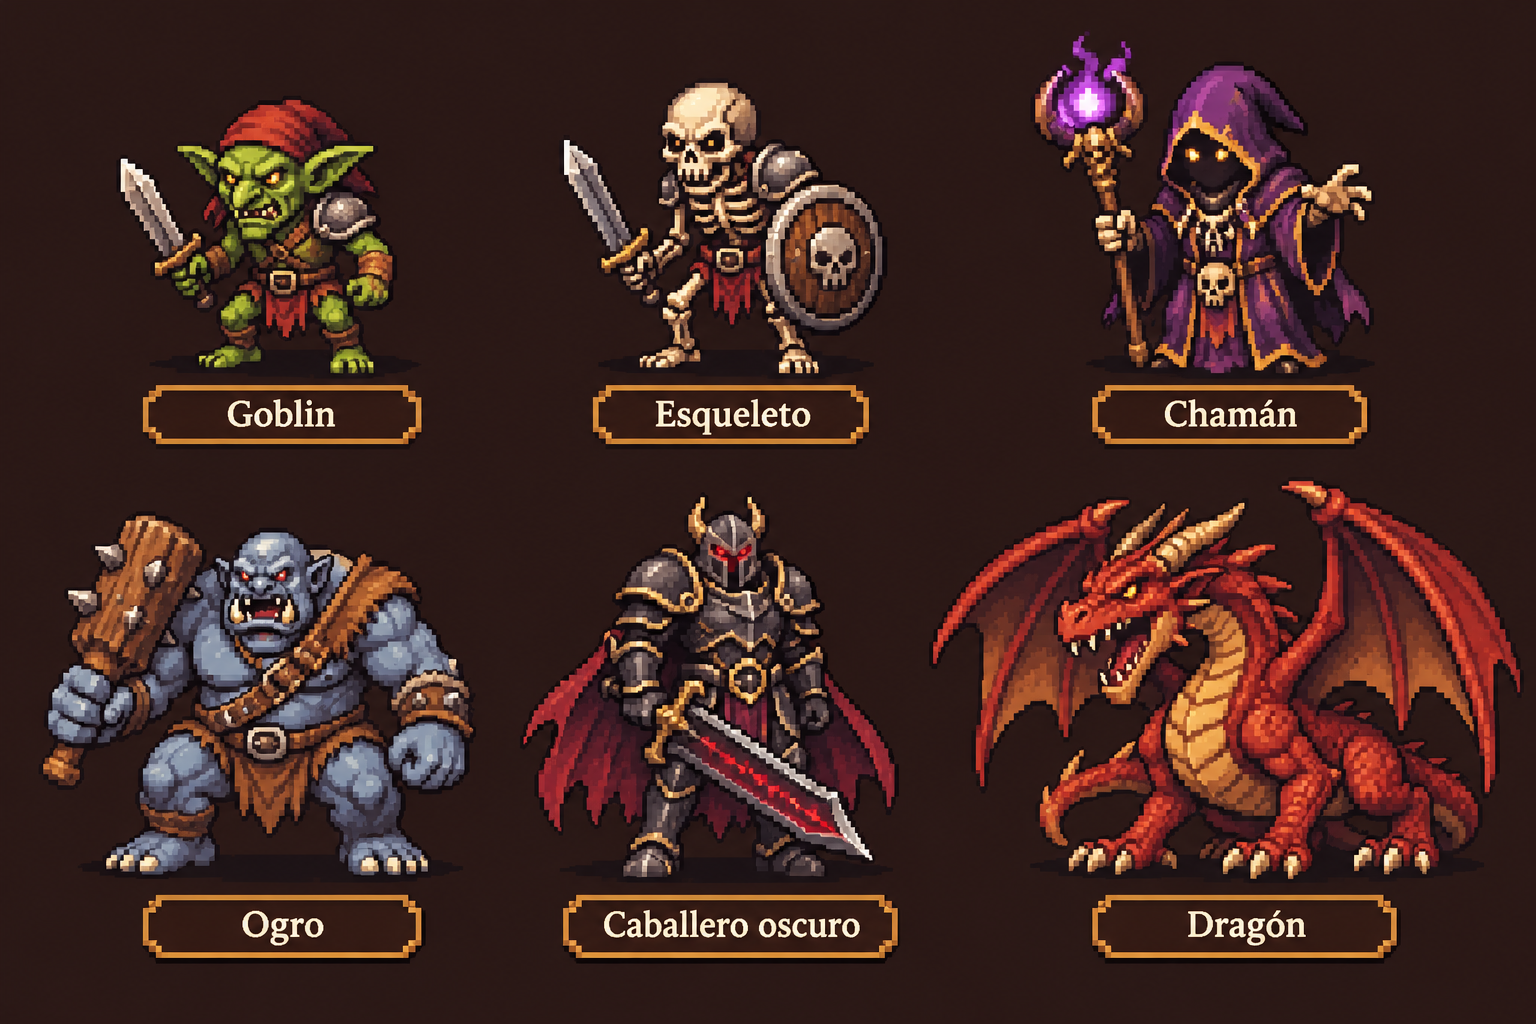 Goblin
Esqueleto
Chamán
Ogro
Caballero oscuro
Dragón